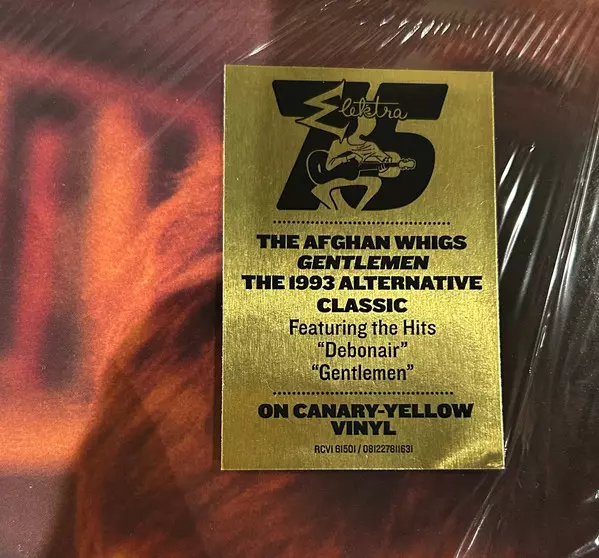 Elektra
75
THE AFGHAN WHIGS
GENTLEMEN
THE 1993 ALTERNATIVE
CLASSIC
Featuring the Hits
“Debonair”
“Gentlemen”
ON CANARY-YELLOW
VINYL
RCV1 61501 / 081227811631